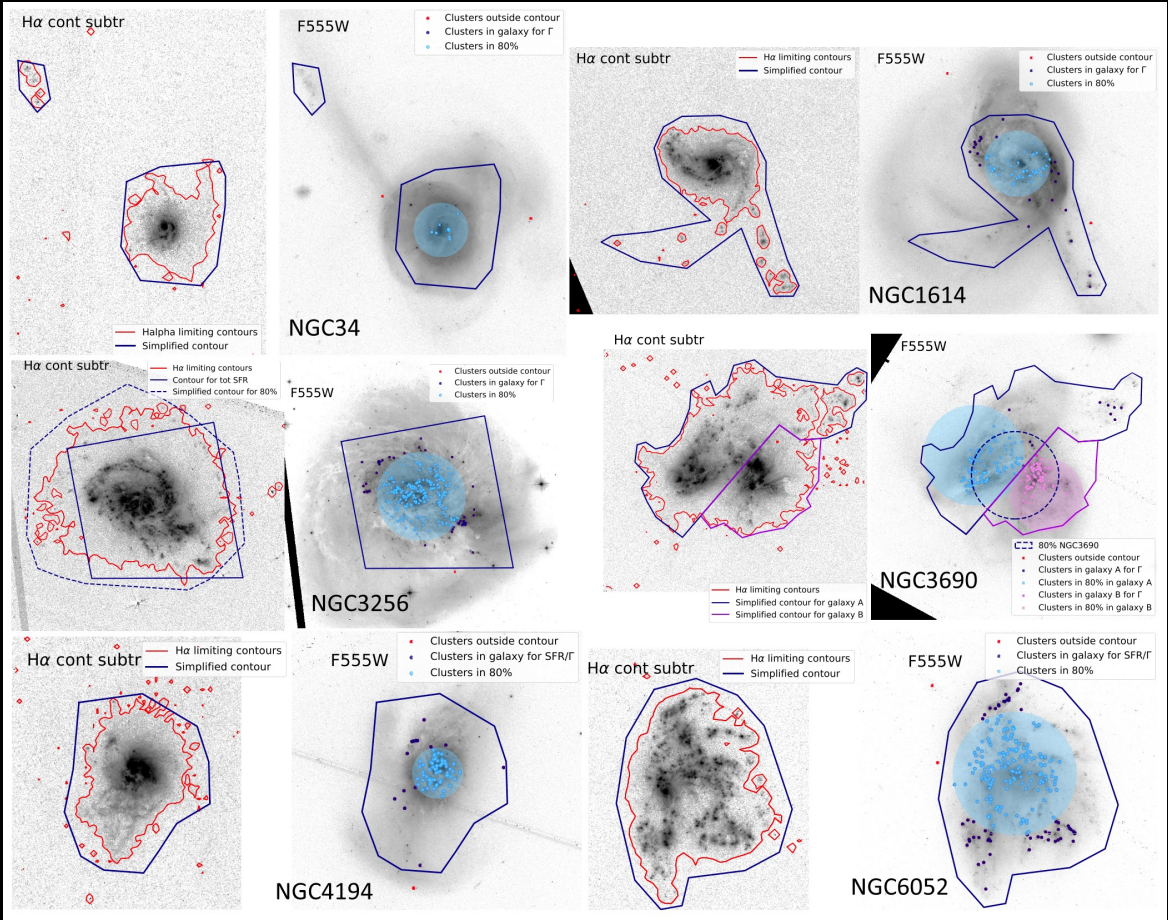 Hα cont subtr
F555W
Clusters outside contour
Clusters in galaxy for Γ
Clusters in 80%
Halpha limiting contours
Simplified contour
NGC34
Hα cont subtr
Hα limiting contours
Simplified contour
F555W
Clusters outside contour
Clusters in galaxy for Γ
Clusters in 80%
NGC1614
Hα cont subtr
Hα limiting contours
Contour for tot SFR
Simplified contour for 80%
F555W
Clusters outside contour
Clusters in galaxy for Γ
Clusters in 80%
NGC3256
Hα cont subtr
Hα limiting contours
Simplified contour for galaxy A
Simplified contour for galaxy B
F555W
80% NGC3690
Clusters outside contour
Clusters in galaxy A for Γ
Clusters in 80% in galaxy A
Clusters in galaxy B for Γ
Clusters in 80% in galaxy B
NGC3690
Hα cont subtr
Hα limiting contours
Simplified contour
F555W
Clusters outside contour
Clusters in galaxy for SFR/Γ
Clusters in 80%
NGC4194
Hα cont subtr
Hα limiting contours
Simplified contour
F555W
Clusters outside contour
Clusters in galaxy for SFR/Γ
Clusters in 80%
NGC6052